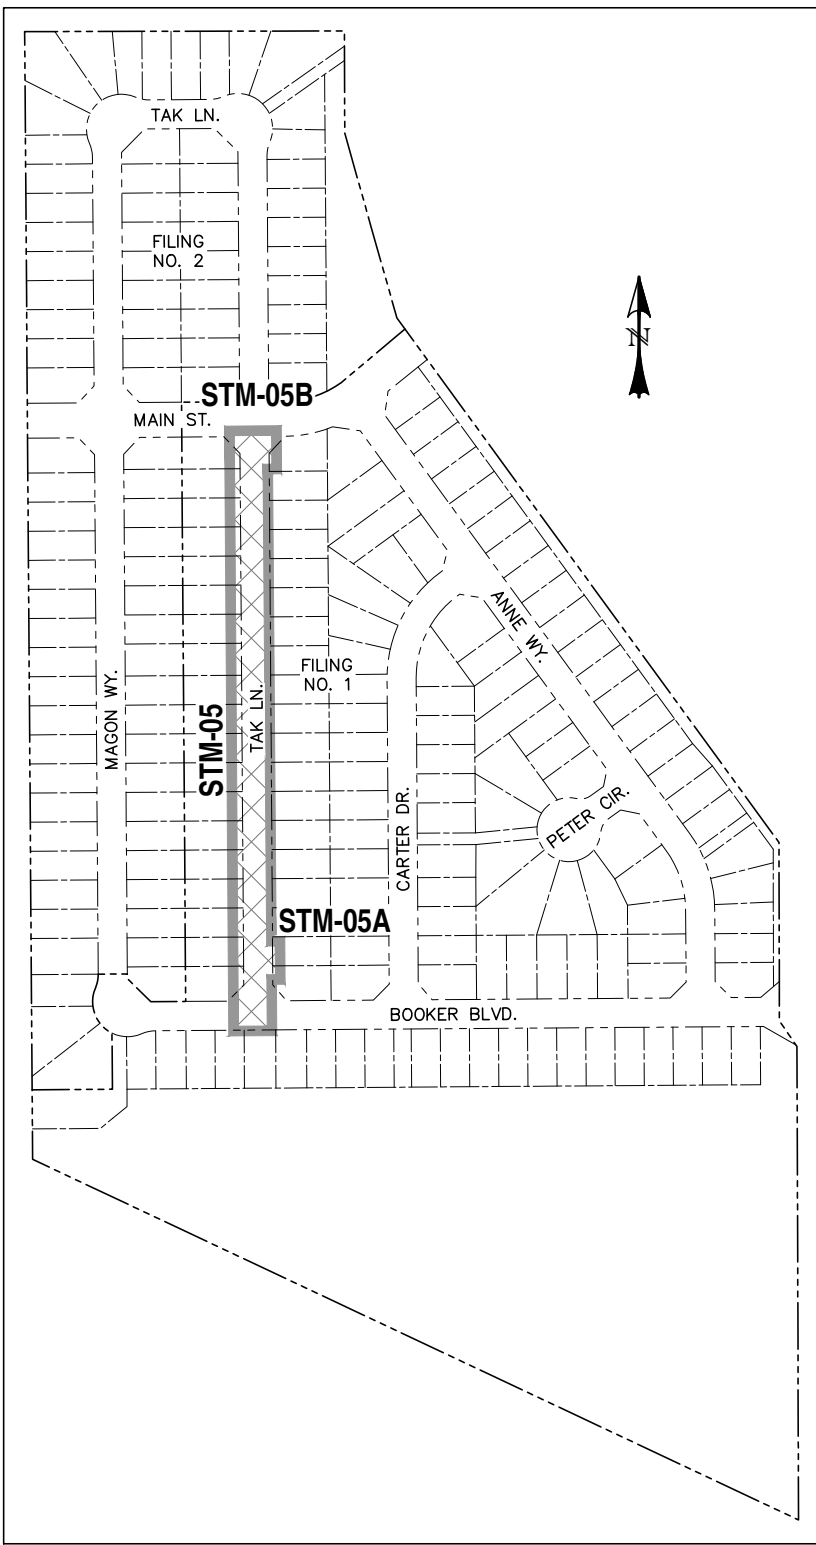 TAK LN.
FILING
NO. 2
N
STM-05B
MAIN ST.
ANNE WY.
FILING
NO. 1
MAGON WY.
STM-05
TAK LN.
CARTER DR.
PETER CIR.
STM-05A
BOOKER BLVD.